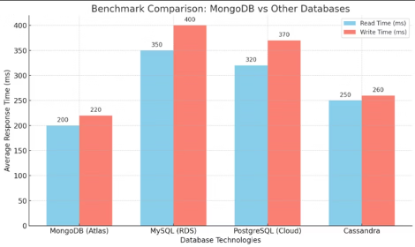 Benchmark Comparison: MongoDB vs Other Databases
Read Time (ms)
Write Time (ms)
Average Response Time (ms)
400
350
300
250
200
150
100
50
0
200
220
350
400
320
370
250
260
MongoDB (Atlas)
MySQL (RDS)
PostgreSQL (Cloud)
Cassandra
Database Technologies